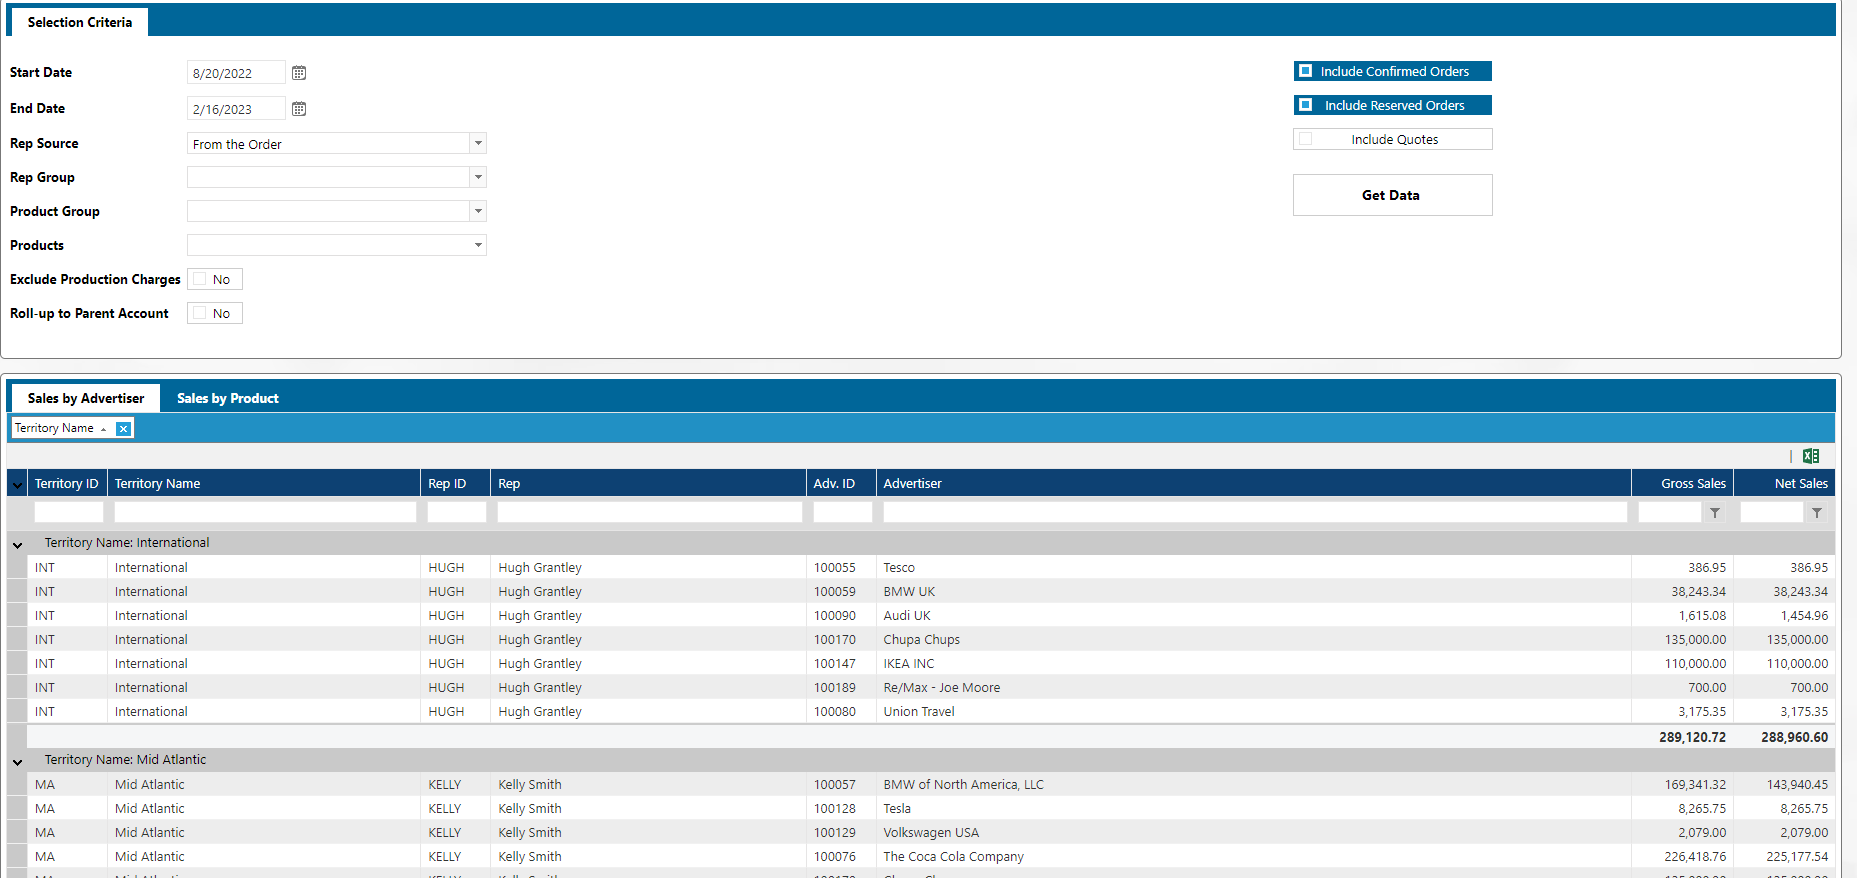 Selection Criteria
Start Date 8/20/2022 Include Confirmed Orders
End Date 2/16/2023 Include Reserved Orders
Rep Source From the Order Include Quotes
Rep Group
Get Data
Product Group
Products
Exclude Production Charges No
Roll-up to Parent Account No
Sales by Advertiser Sales by Product
Territory Name
Territory ID Territory Name Rep ID Rep Adv. ID Advertiser Gross Sales Net Sales
Territory Name: International
INT International HUGH Hugh Grantley 100055 Tesco 386.95 386.95
INT International HUGH Hugh Grantley 100059 BMW UK 38,243.34 38,243.34
INT International HUGH Hugh Grantley 100090 Audi UK 1,615.08 1,454.96
INT International HUGH Hugh Grantley 100170 Chupa Chups 135,000.00 135,000.00
INT International HUGH Hugh Grantley 100147 IKEA INC 110,000.00 110,000.00
INT International HUGH Hugh Grantley 100189 Re/Max - Joe Moore 700.00 700.00
INT International HUGH Hugh Grantley 100080 Union Travel 3,175.35 3,175.35
289,120.72 288,960.60
Territory Name: Mid Atlantic
MA Mid Atlantic KELLY Kelly Smith 100057 BMW of North America, LLC 169,341.32 143,940.45
MA Mid Atlantic KELLY Kelly Smith 100128 Tesla 8,265.75 8,265.75
MA Mid Atlantic KELLY Kelly Smith 100129 Volkswagen USA 2,079.00 2,079.00
MA Mid Atlantic KELLY Kelly Smith 100076 The Coca Cola Company 226,418.76 225,177.54